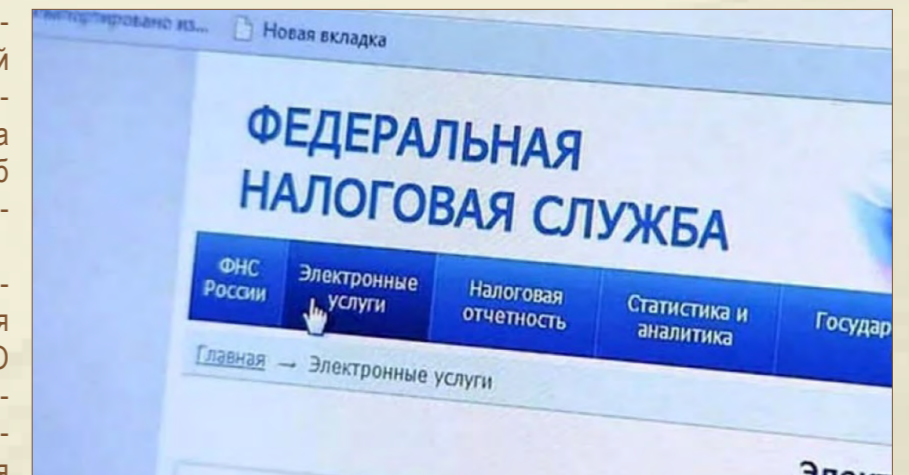 Новая вкладка
ФЕДЕРАЛЬНАЯ
НАЛОГОВАЯ СЛУЖБА
ФНС
России
Электронные
услуги
Налоговая
отчетность
Статистика и
аналитика
Главная → Электронные услуги